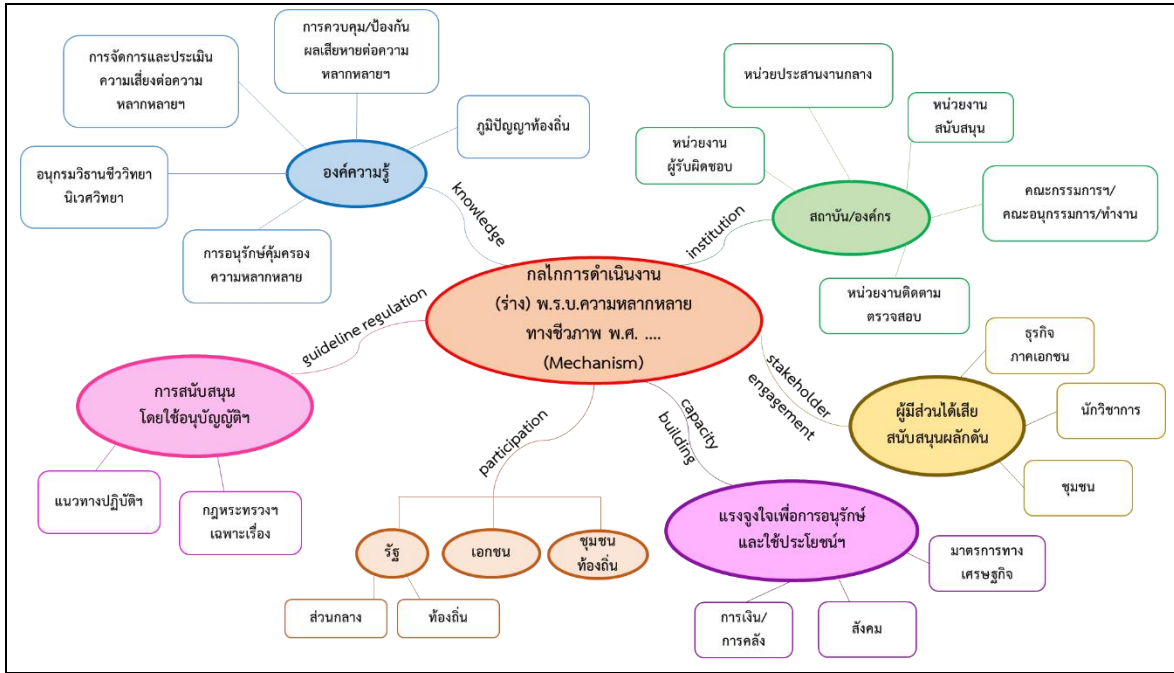 การควบคุม/ป้องกัน
ผลเสียหายต่อความ
หลากหลายฯ
การจัดการและประเมิน
ความเสี่ยงต่อความ
หลากหลายฯ
ภูมิปัญญาท้องถิ่น
องค์ความรู้
อนุกรมวิธานชีววิทยา
นิเวศวิทยา
การอนุรักษ์คุ้มครอง
ความหลากหลาย
knowledge
หน่วยประสานงานกลาง
หน่วยงาน
สนับสนุน
หน่วยงาน
ผู้รับผิดชอบ
สถาบัน/องค์กร
คณะกรรมการฯ/
คณะอนุกรรมการ/ทำงาน
หน่วยงานติดตาม
ตรวจสอบ
institution
กลไกการดำเนินงาน
(ร่าง) พ.ร.บ.ความหลากหลาย
ทางชีวภาพ พ.ศ. ....
(Mechanism)
guideline regulation
การสนับสนุน
โดยใช้อนุบัญญัติฯ
แนวทางปฏิบัติฯ
กฎหระทรวงฯ
เฉพาะเรื่อง
participation
รัฐ
เอกชน
ชุมชน
ท้องถิ่น
ส่วนกลาง
ท้องถิ่น
capacity
building
แรงจูงใจเพื่อการอนุรักษ์
และใช้ประโยชน์ฯ
มาตรการทาง
เศรษฐกิจ
การเงิน/
การคลัง
สังคม
stakeholder
engagement
ผู้มีส่วนได้เสีย
สนับสนุนผลักดัน
ธุรกิจ
ภาคเอกชน
นักวิชาการ
ชุมชน